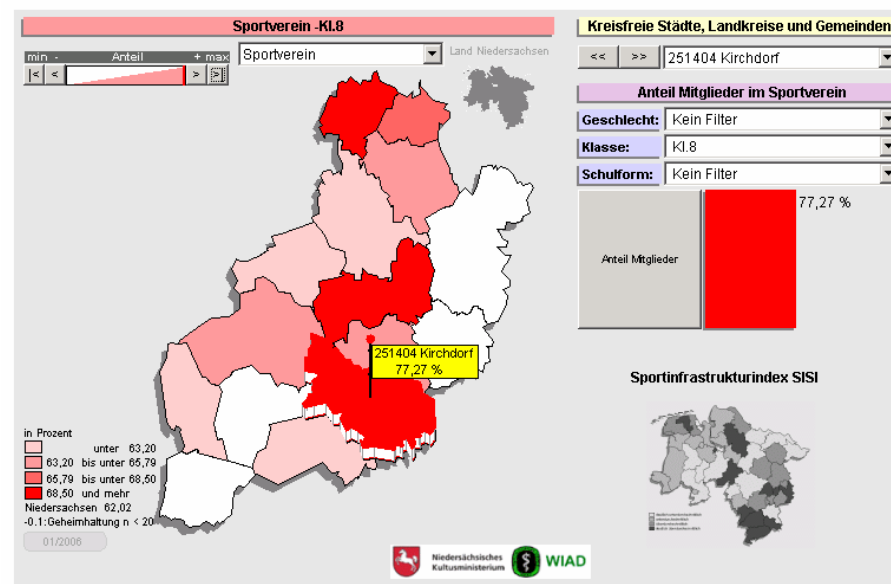 Sportverein -Kl.8
min - Anteil + max
|< < > >|
Sportverein
Land Niedersachsen
251404 Kirchdorf
77,27 %
in Prozent
unter 63,20
63,20 bis unter 65,79
65,79 bis unter 68,50
68,50 und mehr
Niedersachsen 62,02
-0.1:Geheimhaltung n < 20
01/2006
Niedersächsisches
Kultusministerium
WIAD
Kreisfreie Städte, Landkreise und Gemeinden
<< >> 251404 Kirchdorf
Anteil Mitglieder im Sportverein
Geschlecht: Kein Filter
Klasse: Kl.8
Schulform: Kein Filter
Anteil Mitglieder
77,27 %
Sportinfrastrukturindex SISI